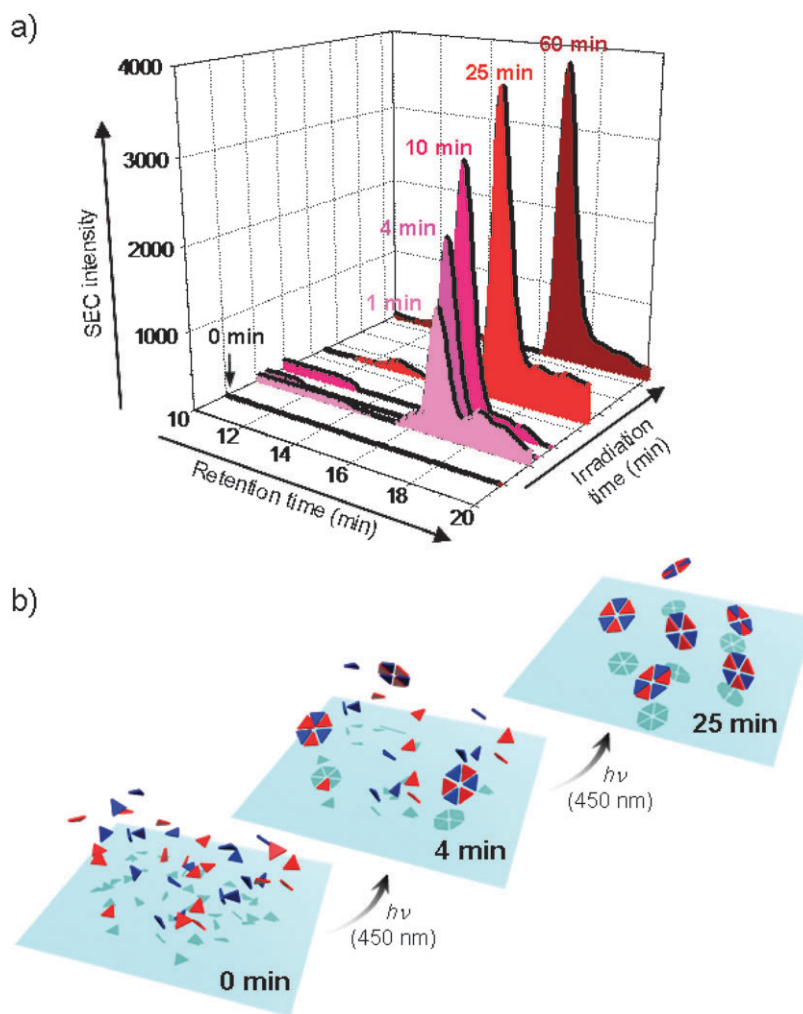 a)
60 min
25 min
10 min
4 min
1 min
0 min
4000
3000
2000
1000
SEC intensity
10
12
14
16
18
20
Retention time (min)
Irradiation
time (min)
b)
25 min
hν
(450 nm)
4 min
hν
(450 nm)
0 min